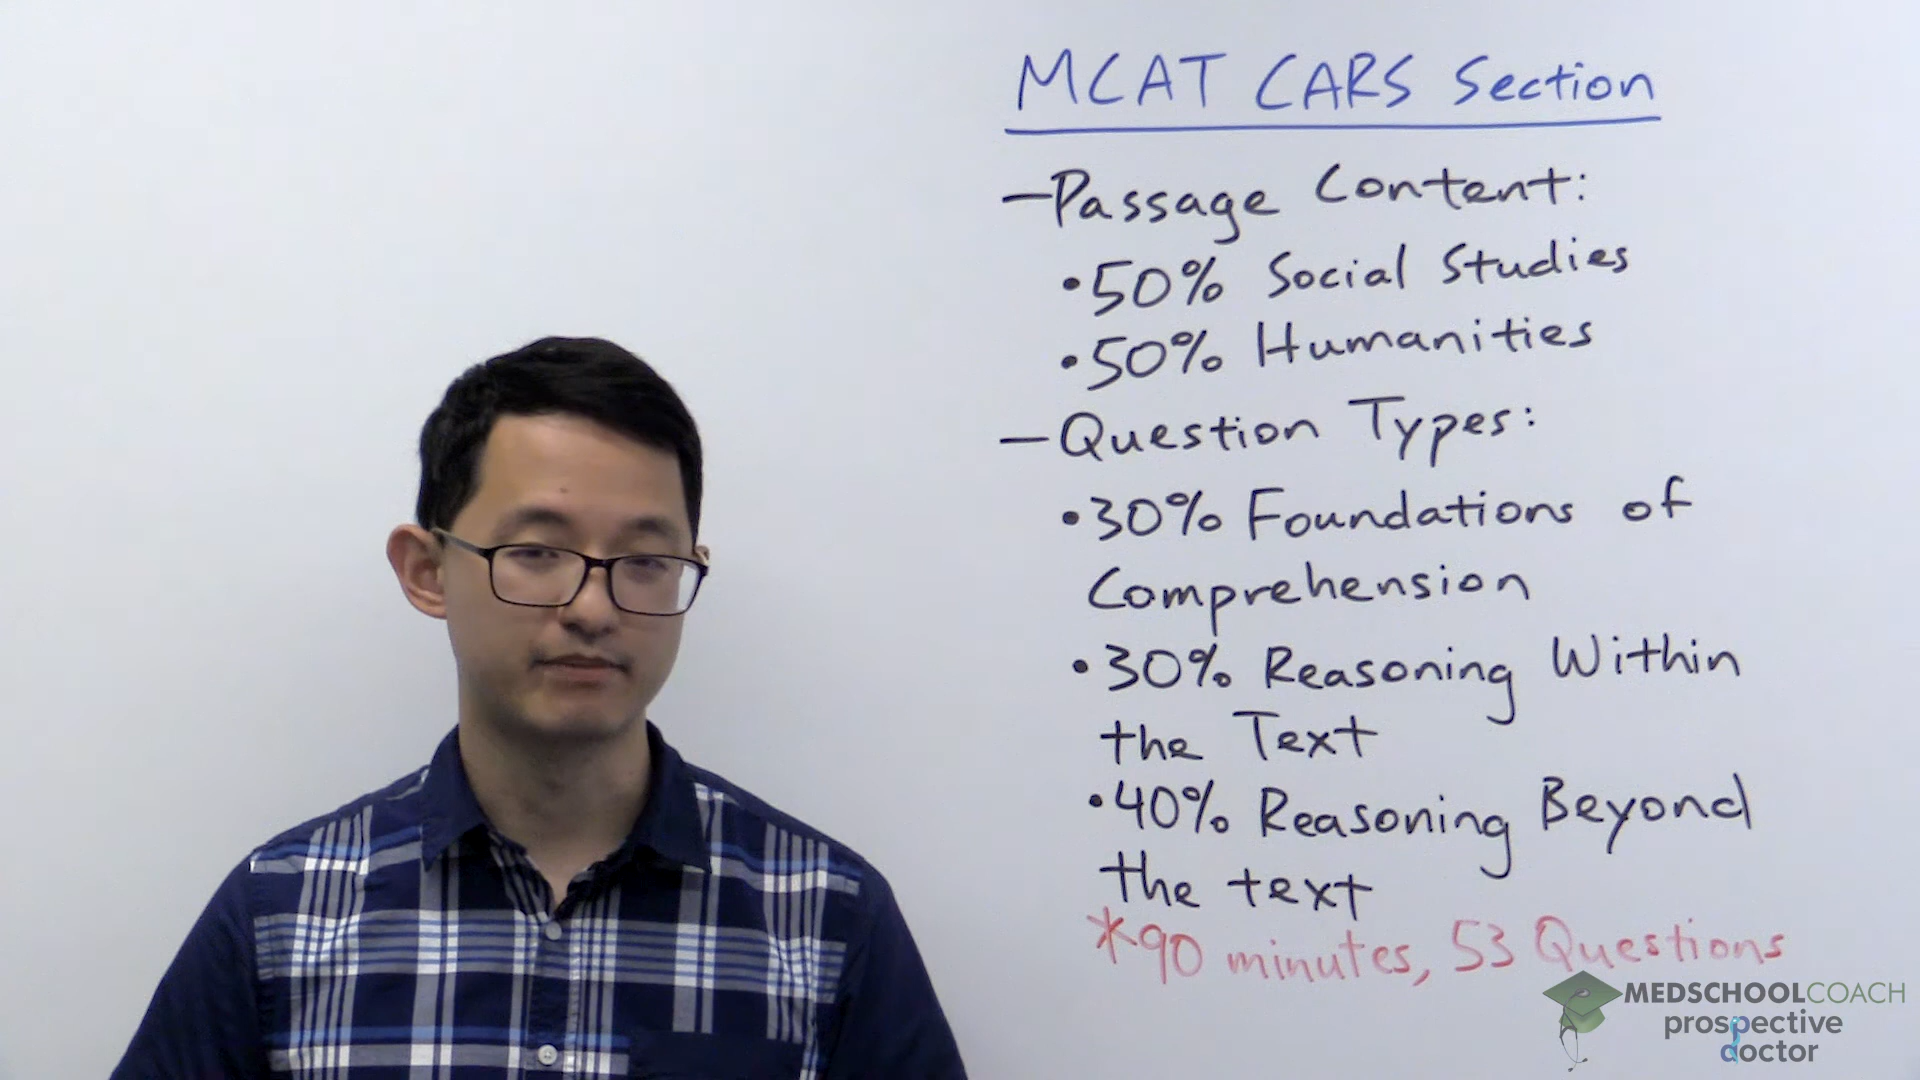 MCAT CARS Section
-Passage Content:
•50% Social Studies
•50% Humanities
-Question Types:
•30% Foundations of
Comprehension
•30% Reasoning Within
the Text
•40% Reasoning Beyond
the text
*90 minutes, 53 Questions
MEDSCHOOLCOACH
prospective
doctor